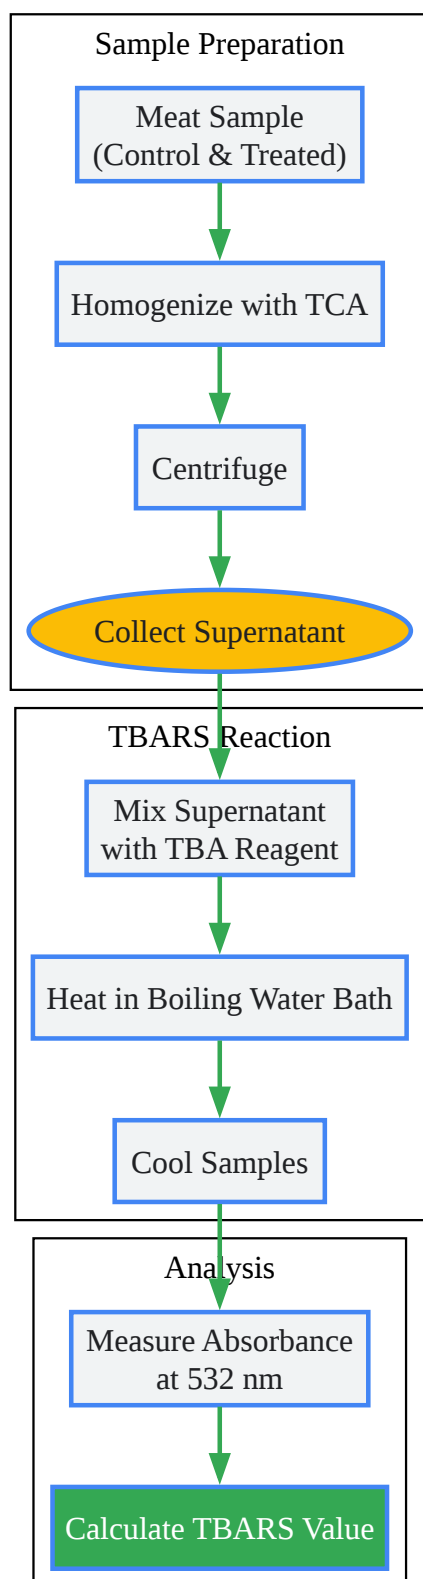 Sample Preparation
Meat Sample
(Control & Treated)
Homogenize with TCA
Centrifuge
Collect Supernatant
TBARS Reaction
Mix Supernatant
with TBA Reagent
Heat in Boiling Water Bath
Cool Samples
Analysis
Measure Absorbance
at 532 nm
Calculate TBARS Value